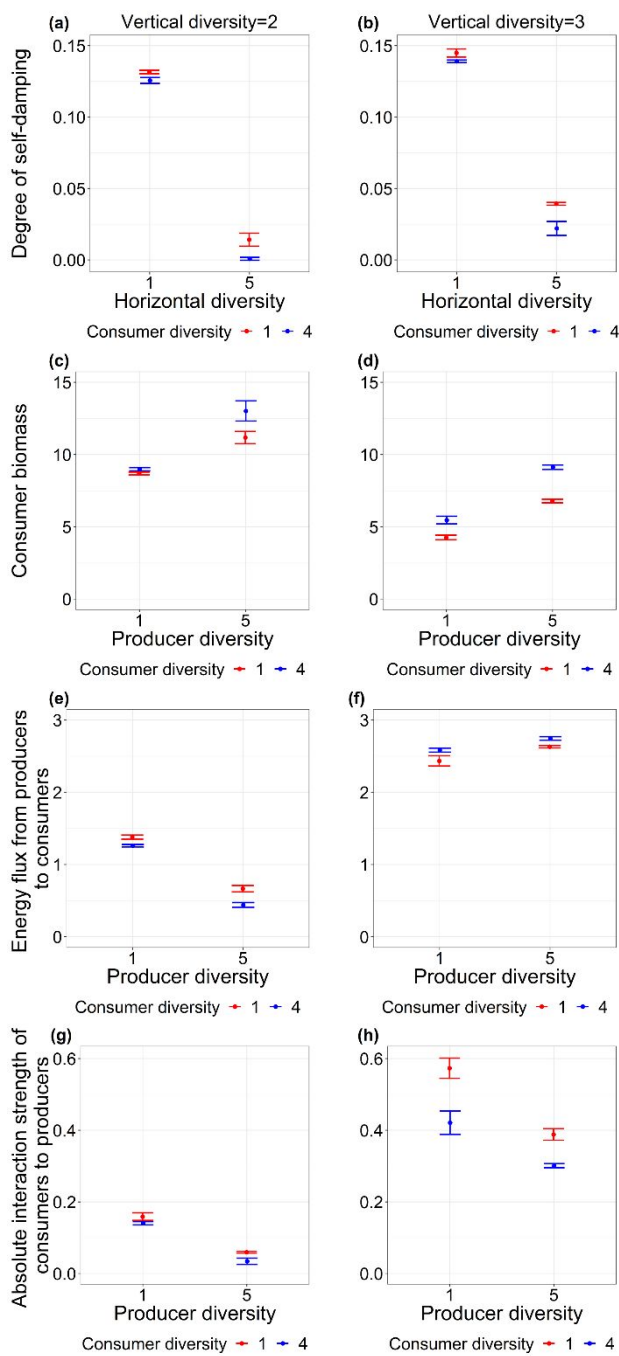 (a) Vertical diversity=2
(b) Vertical diversity=3
Degree of self-damping
0.15
0.10
0.05
0.00
1 5
Horizontal diversity
Consumer diversity 1 4
0.15
0.10
0.05
0.00
1 5
Horizontal diversity
Consumer diversity 1 4
(c)
Consumer biomass
15
10
5
0
1 5
Producer diversity
Consumer diversity 1 4
(d)
15
10
5
0
1 5
Producer diversity
Consumer diversity 1 4
(e)
Energy flux from producers
to consumers
3
2
1
0
1 5
Producer diversity
Consumer diversity 1 4
(f)
3
2
1
0
1 5
Producer diversity
Consumer diversity 1 4
(g)
Absolute interaction strength of
consumers to producers
0.6
0.4
0.2
0.0
1 5
Producer diversity
Consumer diversity 1 4
(h)
0.6
0.4
0.2
0.0
1 5
Producer diversity
Consumer diversity 1 4